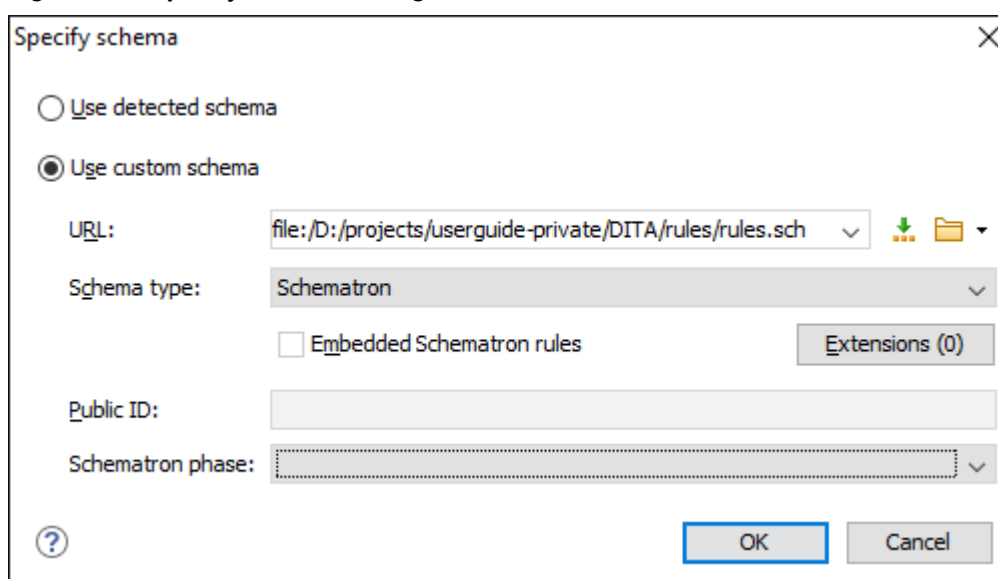 Specify schema
Use detected schema
Use custom schema
URL: file:/D:/projects/userguide-private/DITA/rules/rules.sch
Schema type: Schematron
Embedded Schematron rules Extensions (0)
Public ID:
Schematron phase:
? OK Cancel